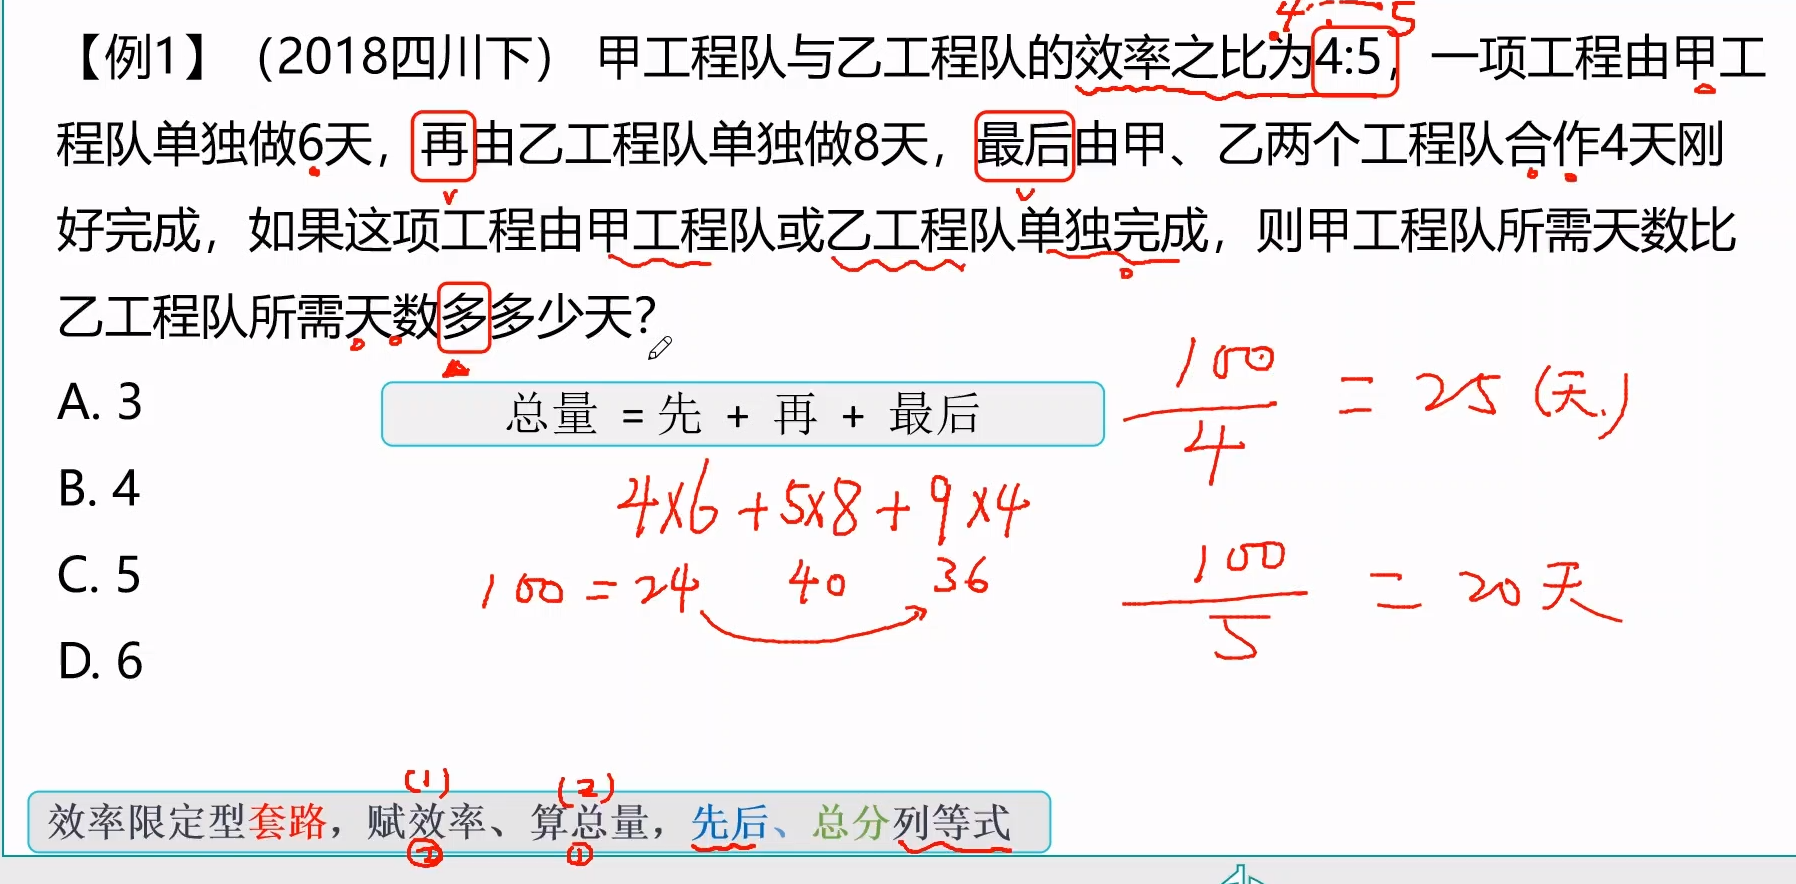 4 5
【例1】（2018四川下） 甲工程队与乙工程队的效率之比为4:5，一项工程由甲工
程队单独做6天，再由乙工程队单独做8天，最后由甲、乙两个工程队合作4天刚
好完成，如果这项工程由甲工程队或乙工程队单独完成，则甲工程队所需天数比
乙工程队所需天数多多少天？
A. 3
总量 = 先 + 再 + 最后
100/4 = 25 (天)
B. 4
4×6+5×8+9×4
C. 5
100 = 24 40 36
100/5 = 20天
D. 6
(1) (2)
效率限定型套路，赋效率、算总量，先后、总分列等式
② ①